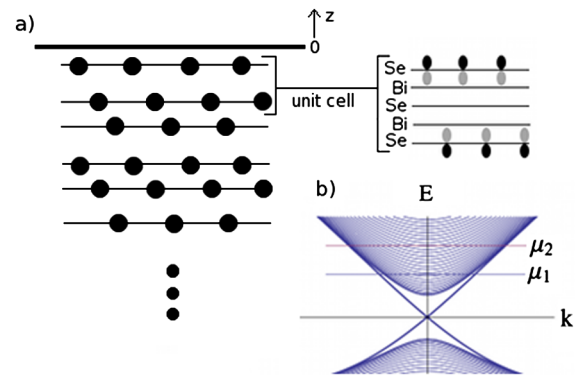 a)
z
0
unit cell
Se
Bi
Se
Bi
Se
b)
E
μ₂
μ₁
k